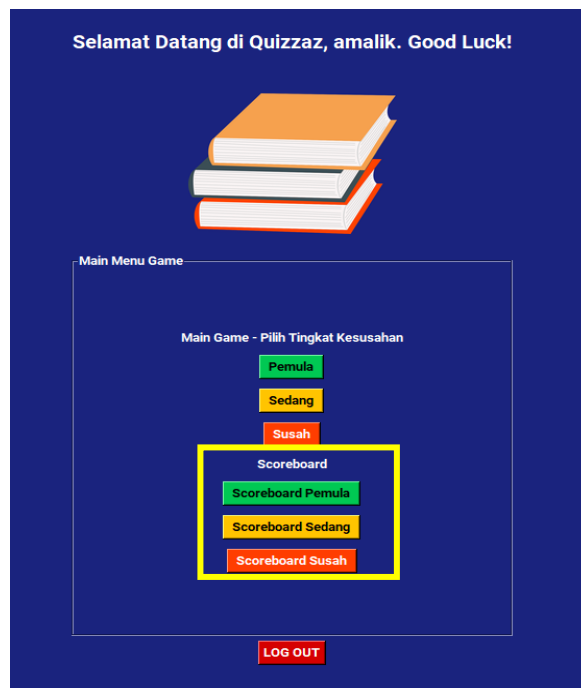 Selamat Datang di Quizzaz, amalik. Good Luck!
Main Menu Game
Main Game - Pilih Tingkat Kesusahan
Pemula
Sedang
Susah
Scoreboard
Scoreboard Pemula
Scoreboard Sedang
Scoreboard Susah
LOG OUT